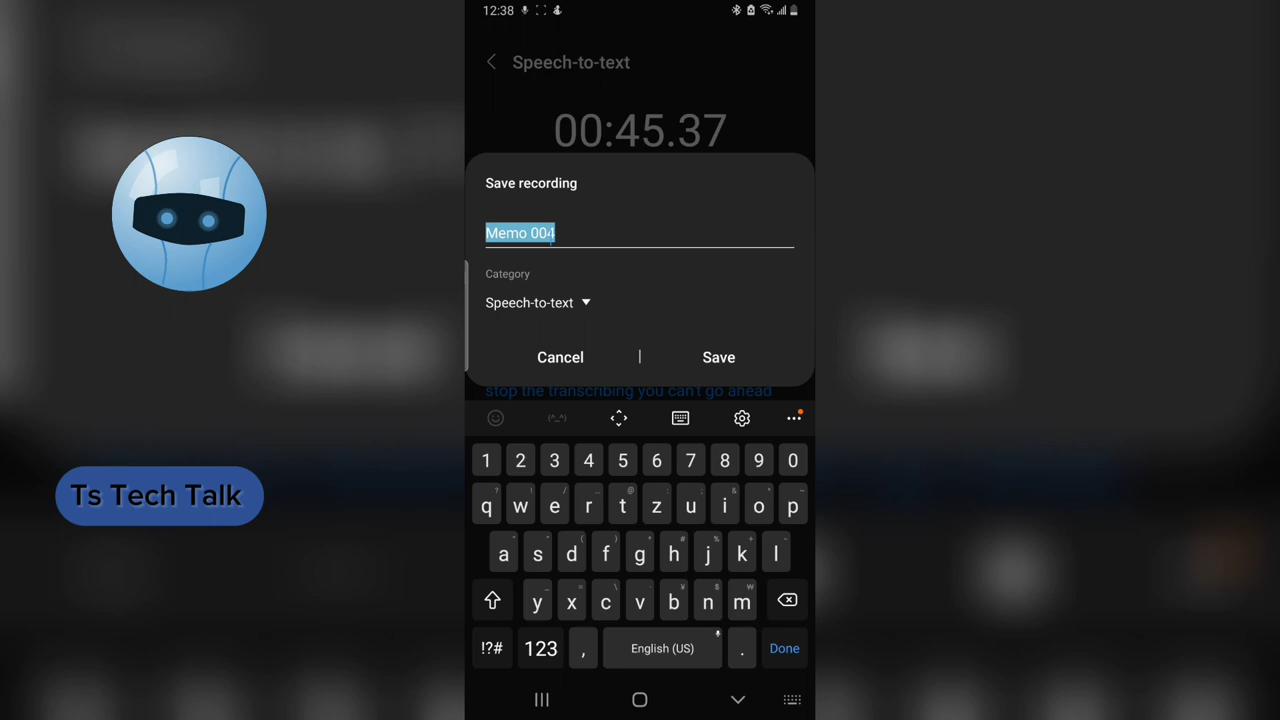 12:38
Speech-to-text
00:45.37
Save recording
Memo 004
Category
Speech-to-text
Cancel | Save
stop the transcribing you can't go ahead
Ts Tech Talk
1 2 3 4 5 6 7 8 9 0
q w e r t z u i o p
a s d f g h j k l
y x c v b n m
!?# 123 , English (US) . Done